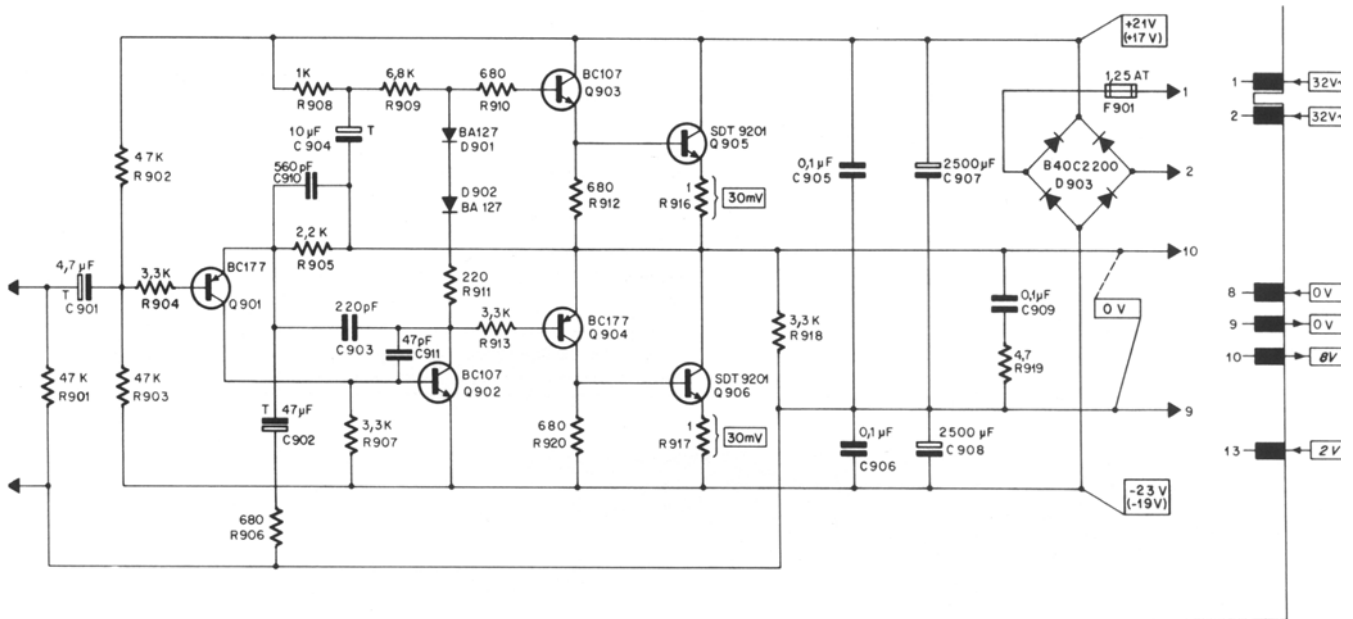 +21V
(+17V)
1K
R908
6,8K
R909
680
R910
BC107
Q903
1,25 AT
F901
1
1
32V
2
32V
10µF
C904
T
BA127
D901
SDT 9201
Q905
47K
R902
560pF
C910
0,1µF
C905
2500µF
C907
B40C2200
D903
2
D902
BA 127
680
R912
1
R916
30mV
2,2K
R905
10
4,7µF
T
C901
3,3K
R904
BC177
Q901
220
R911
220pF
C903
47pF
C911
3,3K
R913
BC177
Q904
3,3K
R918
0,1µF
C909
0V
8
0V
9
0V
10
8V
47K
R901
47K
R903
BC107
Q902
SDT 9201
Q906
4,7
R919
T
47µF
C902
3,3K
R907
680
R920
1
R917
30mV
0,1µF
C906
2500µF
C908
9
13
2V
-23V
(-19V)
680
R906